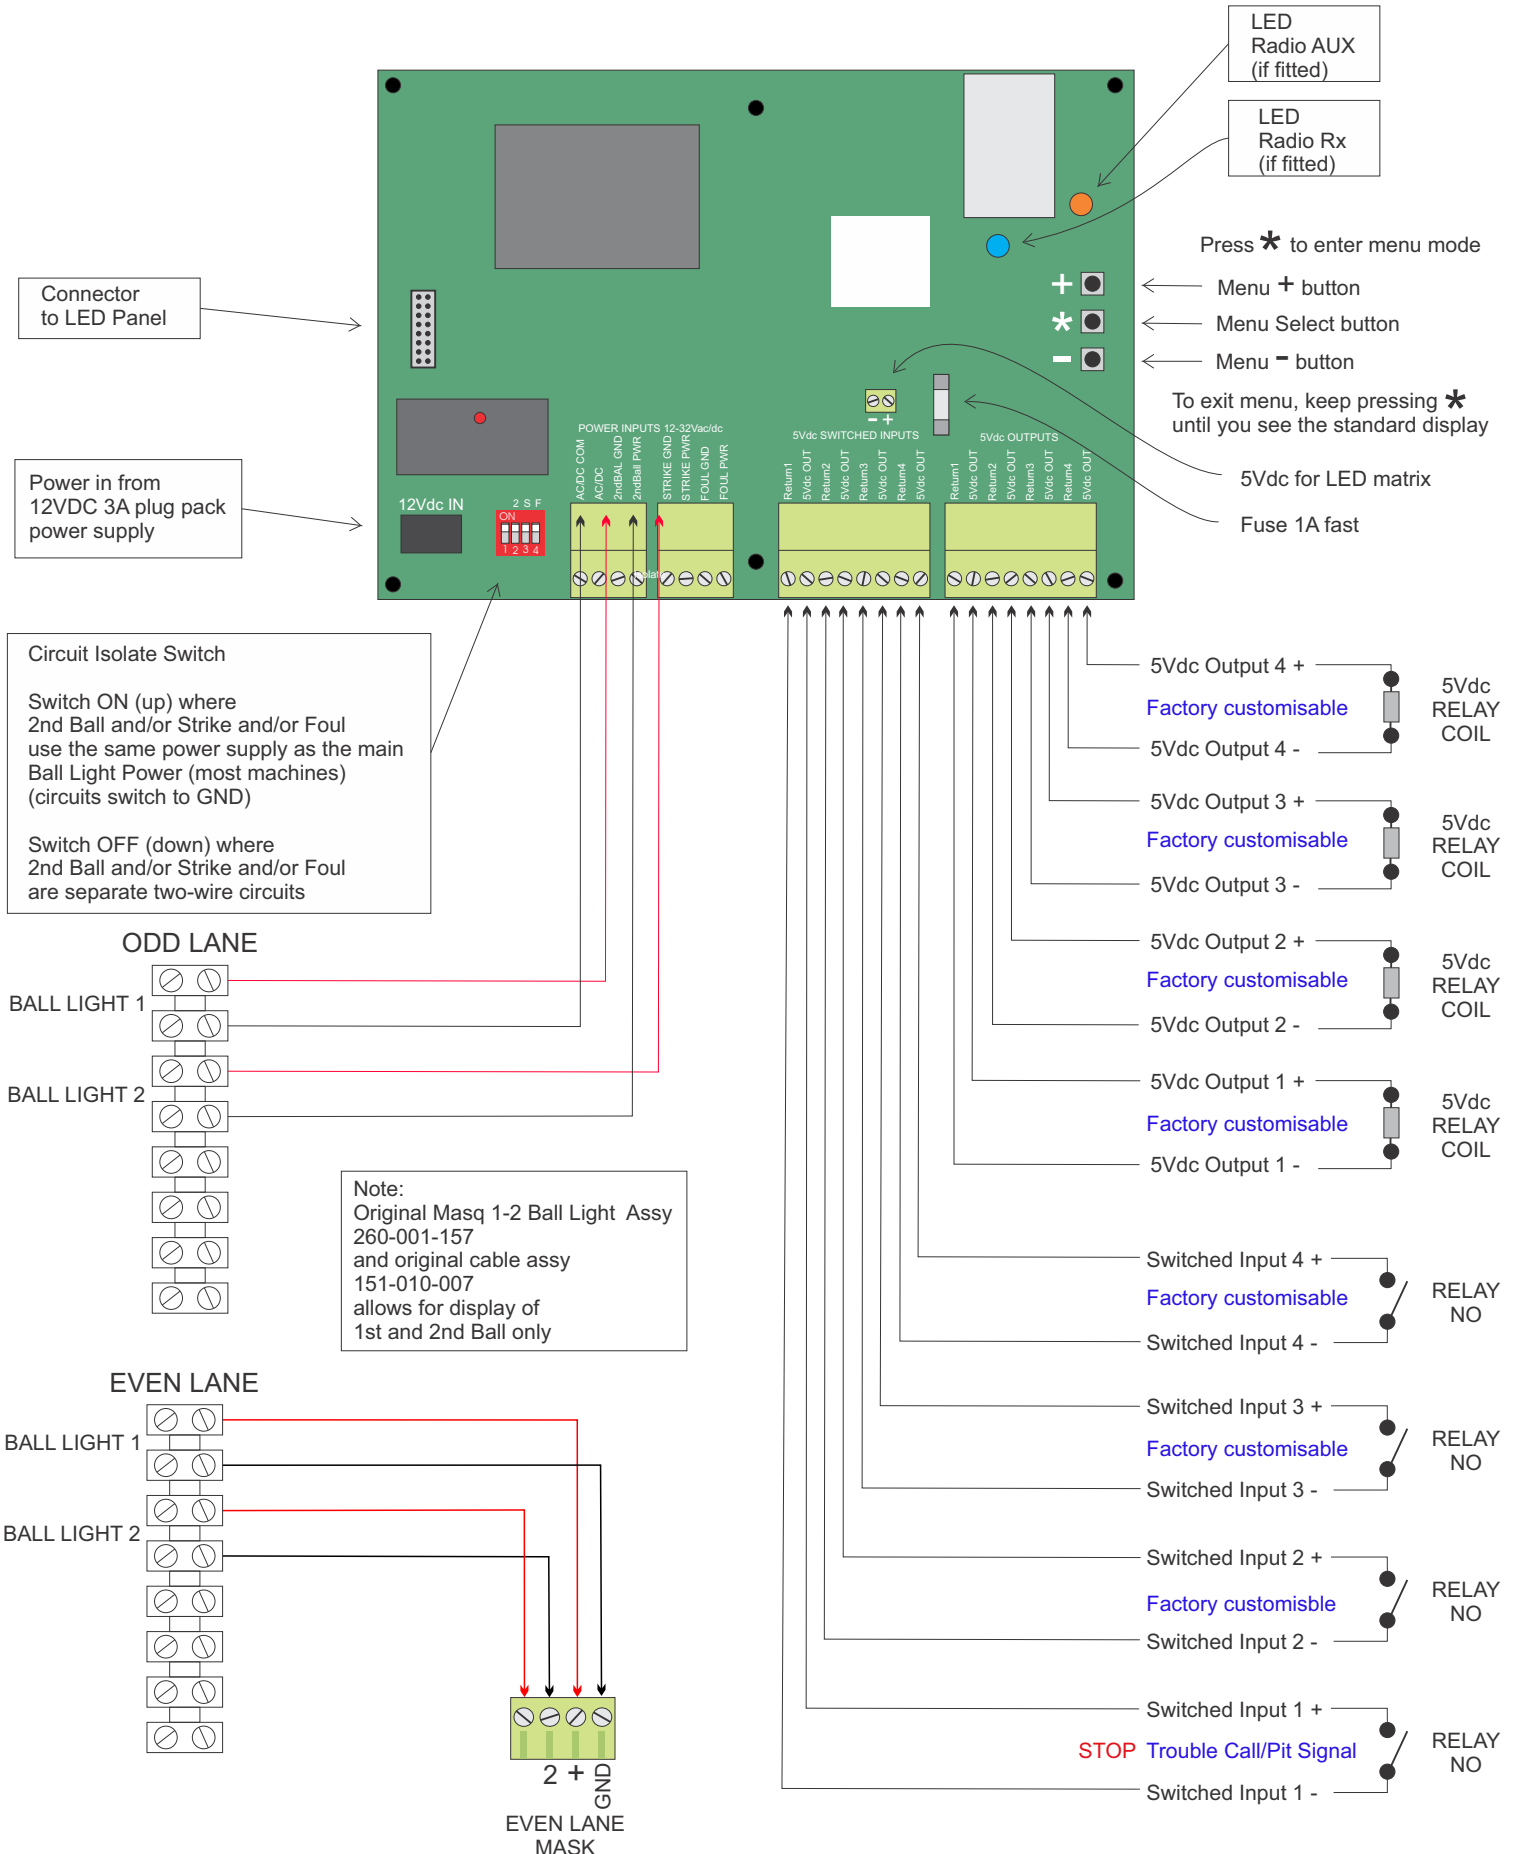 LED
Radio AUX
(if fitted)
LED
Radio Rx
(if fitted)
Press * to enter menu mode
Menu + button
Menu Select button
Menu - button
To exit menu, keep pressing *
until you see the standard display
5Vdc for LED matrix
Fuse 1A fast
Connector
to LED Panel
Power in from
12VDC 3A plug pack
power supply
+
*
-
- +
POWER INPUTS 12-32Vac/dc
AC/DC COM
AC/DC
2ndBAL GND
2ndBall PWR
STRIKE GND
STRIKE PWR
FOUL GND
FOUL PWR
5Vdc SWITCHED INPUTS
Return1
5Vdc OUT
Return2
5Vdc OUT
Return3
5Vdc OUT
Return4
5Vdc OUT
5Vdc OUTPUTS
Return1
5Vdc OUT
Return2
5Vdc OUT
Return3
5Vdc OUT
Return4
5Vdc OUT
12Vdc IN
2 S F
ON
1 2 3 4
Circuit Isolate Switch
Switch ON (up) where
2nd Ball and/or Strike and/or Foul
use the same power supply as the main
Ball Light Power (most machines)
(circuits switch to GND)
Switch OFF (down) where
2nd Ball and/or Strike and/or Foul
are separate two-wire circuits
ODD LANE
BALL LIGHT 1
BALL LIGHT 2
Note:
Original Masq 1-2 Ball Light Assy
260-001-157
and original cable assy
151-010-007
allows for display of
1st and 2nd Ball only
EVEN LANE
BALL LIGHT 1
BALL LIGHT 2
2 + GND
EVEN LANE
MASK
5Vdc Output 4 +
Factory customisable
5Vdc Output 4 -
5Vdc
RELAY
COIL
5Vdc Output 3 +
Factory customisable
5Vdc Output 3 -
5Vdc
RELAY
COIL
5Vdc Output 2 +
Factory customisable
5Vdc Output 2 -
5Vdc
RELAY
COIL
5Vdc Output 1 +
Factory customisable
5Vdc Output 1 -
5Vdc
RELAY
COIL
Switched Input 4 +
Factory customisable
Switched Input 4 -
RELAY
NO
Switched Input 3 +
Factory customisable
Switched Input 3 -
RELAY
NO
Switched Input 2 +
Factory customisble
Switched Input 2 -
RELAY
NO
Switched Input 1 +
STOP Trouble Call/Pit Signal
Switched Input 1 -
RELAY
NO